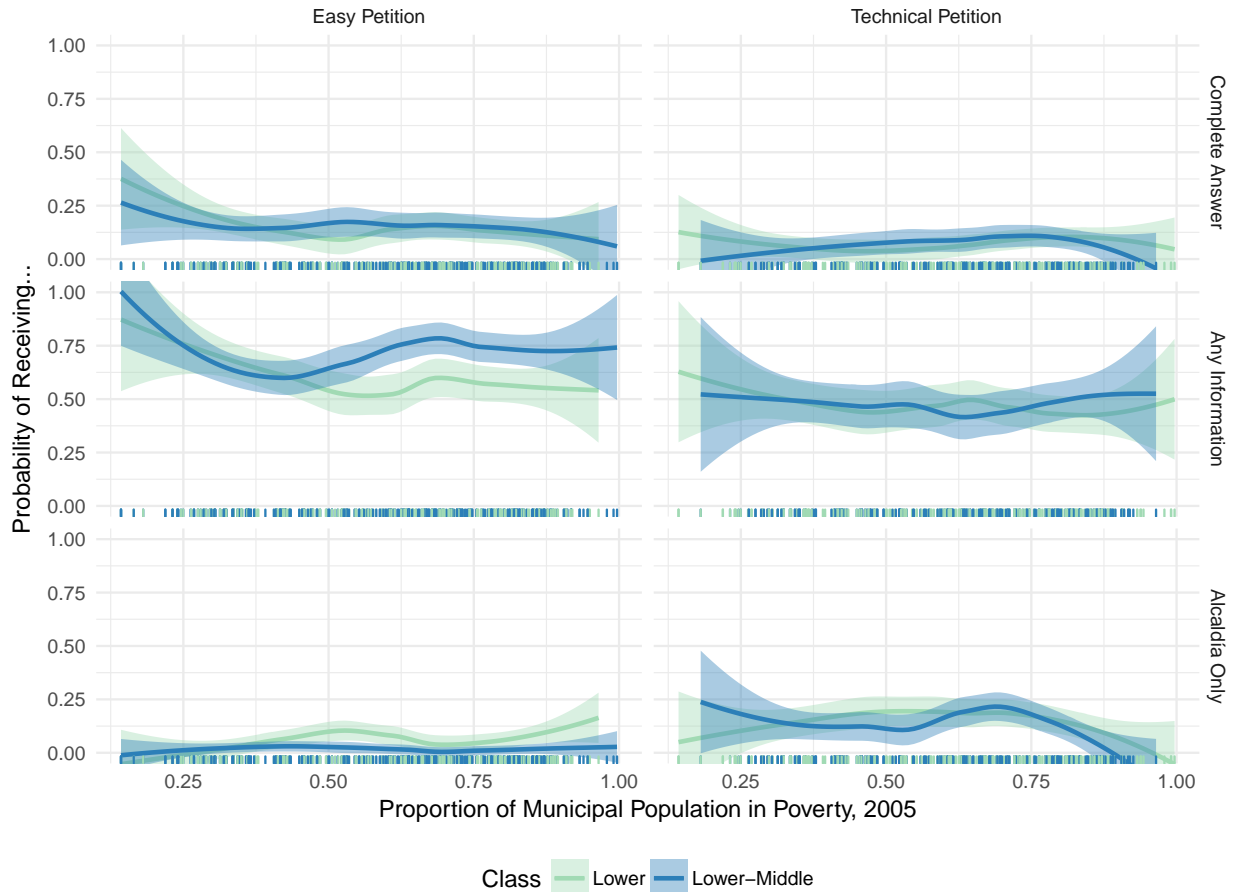 Easy Petition
Technical Petition
1.00
0.75
0.50
0.25
0.00
Complete Answer
1.00
0.75
0.50
0.25
0.00
Any Information
1.00
0.75
0.50
0.25
0.00
Alcaldía Only
Probability of Receiving...
0.25 0.50 0.75 1.00
0.25 0.50 0.75 1.00
Proportion of Municipal Population in Poverty, 2005
Class Lower Lower−Middle